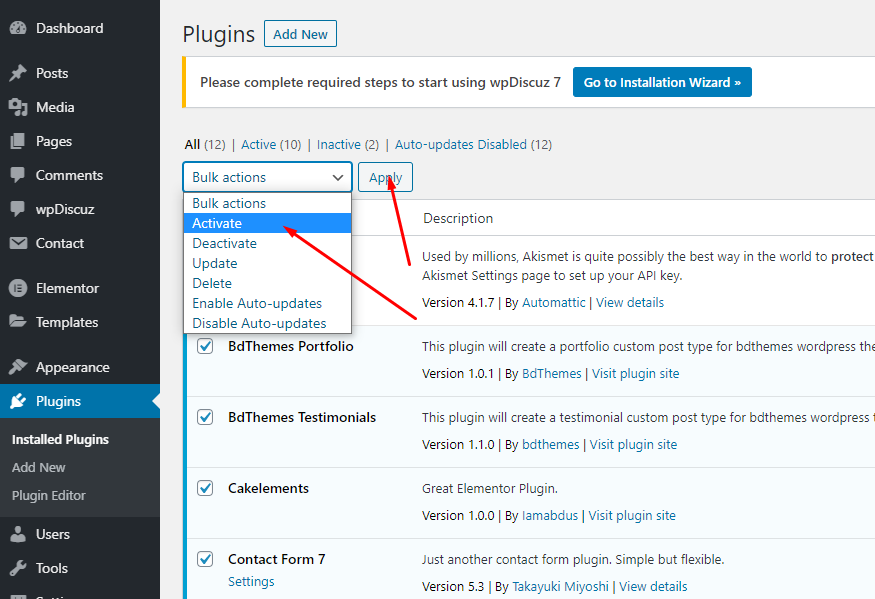 Dashboard
Posts
Media
Pages
Comments
wpDiscuz
Contact
Elementor
Templates
Appearance
Plugins
Installed Plugins
Add New
Plugin Editor
Users
Tools
Plugins Add New
Please complete required steps to start using wpDiscuz 7 Go to Installation Wizard »
All (12) | Active (10) | Inactive (2) | Auto-updates Disabled (12)
Bulk actions Apply
Bulk actions
Activate
Deactivate
Update
Delete
Enable Auto-updates
Disable Auto-updates
Description
Used by millions, Akismet is quite possibly the best way in the world to protect
Akismet Settings page to set up your API key.
Version 4.1.7 | By Automattic | View details
BdThemes Portfolio
This plugin will create a portfolio custom post type for bdthemes wordpress the
Version 1.0.1 | By BdThemes | Visit plugin site
BdThemes Testimonials
This plugin will create a testimonial custom post type for bdthemes wordpress
Version 1.1.0 | By bdthemes | Visit plugin site
Cakelements
Great Elementor Plugin.
Version 1.0.0 | By Iamabdus | Visit plugin site
Contact Form 7
Settings
Just another contact form plugin. Simple but flexible.
Version 5.3 | By Takayuki Miyoshi | View details